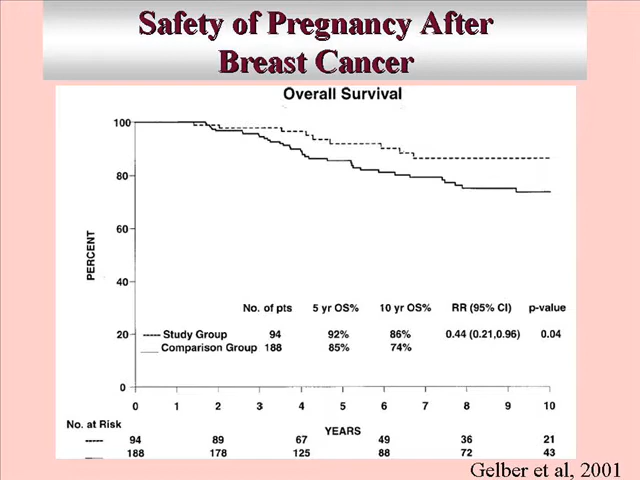 Safety of Pregnancy After
Breast Cancer
Overall Survival
100
80
60
40
20
0
PERCENT
No. of pts 5 yr OS% 10 yr OS% RR (95% CI) p-value
Study Group 94 92% 86% 0.44 (0.21,0.96) 0.04
Comparison Group 188 85% 74%
0 1 2 3 4 5 6 7 8 9 10
No. at Risk
YEARS
94 89 67 49 36 21
188 178 125 88 72 43
Gelber et al, 2001